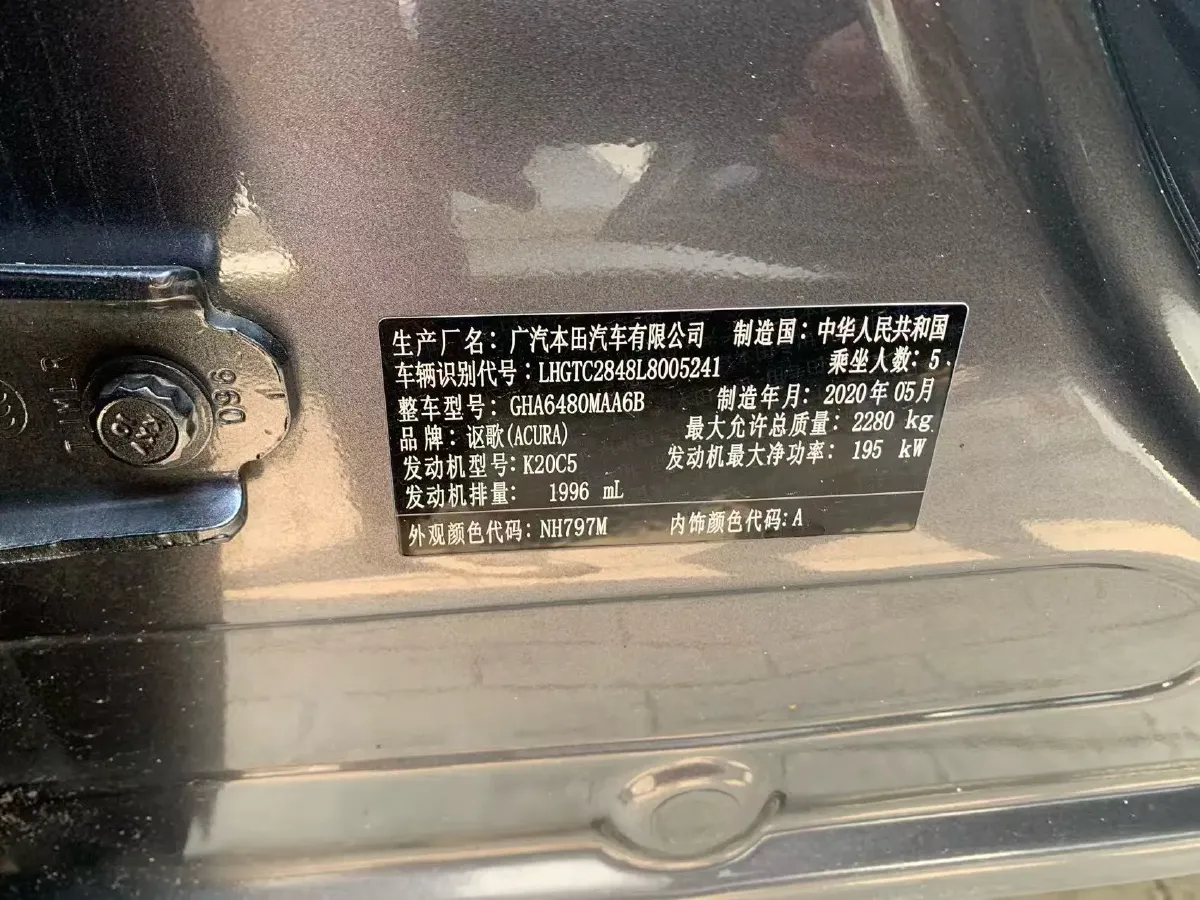 生产厂名：广汽本田汽车有限公司 制造国：中华人民共和国
车辆识别代号：LHGTC2848L8005241 乘坐人数：5
整车型号：GHA6480MAA6B 制造年月：2020年05月
品牌：讴歌(ACURA) 最大允许总质量：2280 kg
发动机型号：K20C5 发动机最大净功率：195 kW
发动机排量：1996 mL
外观颜色代码：NH797M 内饰颜色代码：A
096